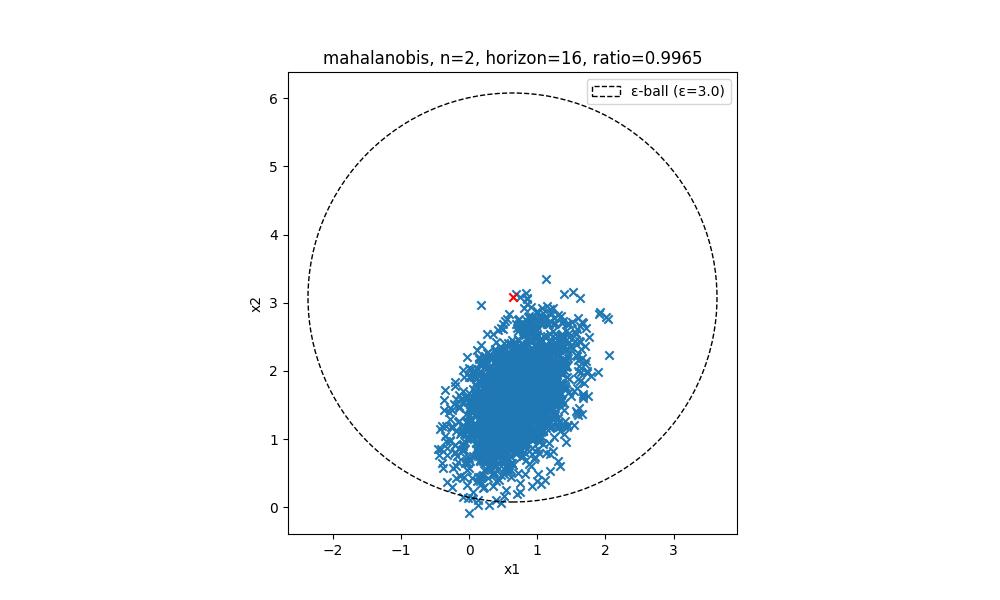 mahalanobis, n=2, horizon=16, ratio=0.9965
ε-ball (ε=3.0)
6
5
4
3
2
1
0
x2
−2 −1 0 1 2 3
x1